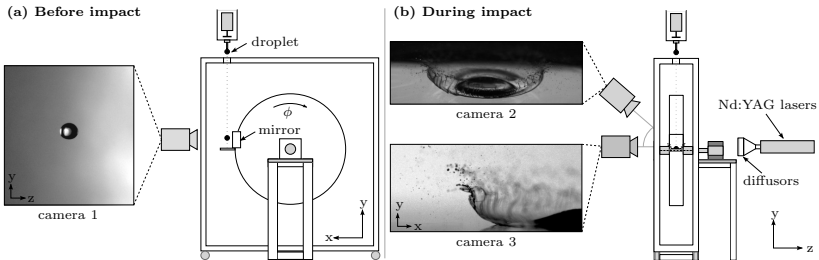 (a) Before impact
droplet
ϕ
mirror
y
z
camera 1
y
x
(b) During impact
camera 2
Nd:YAG lasers
diffusors
y
x
camera 3
y
z